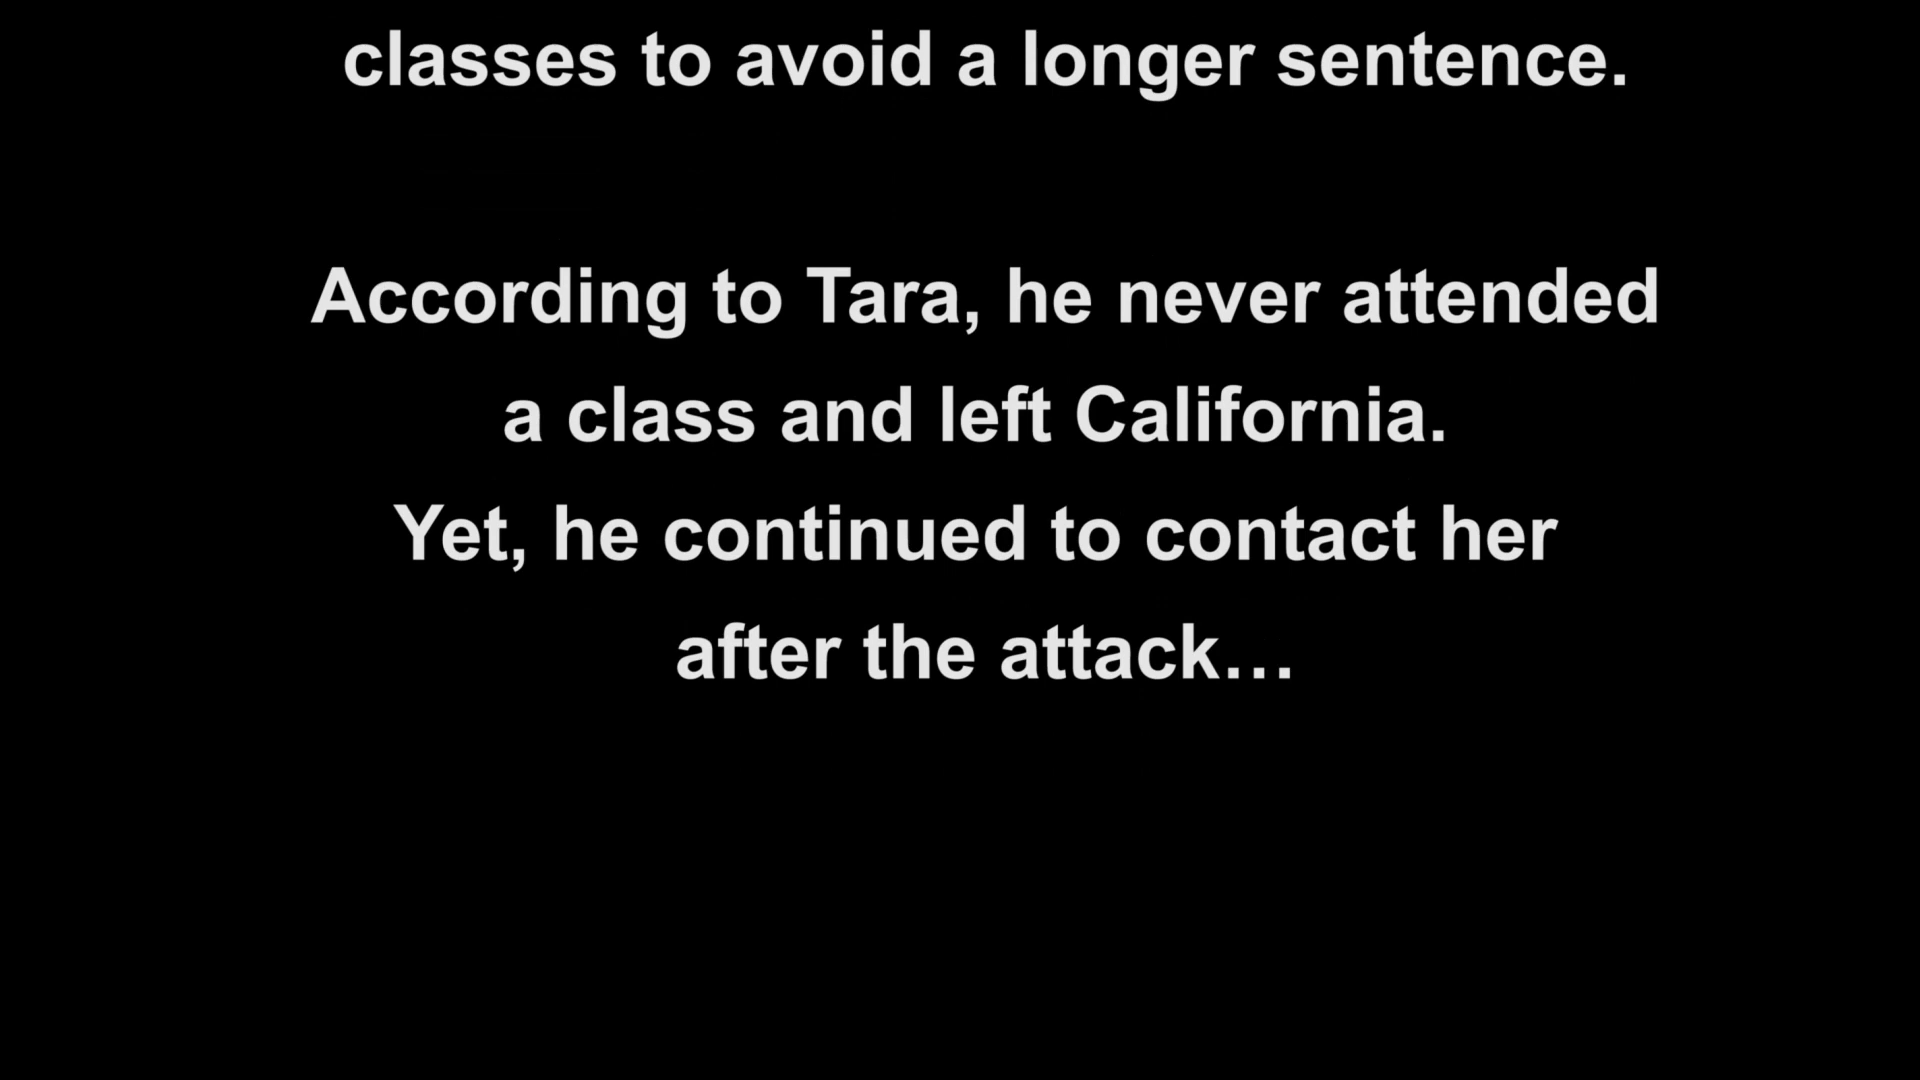 classes to avoid a longer sentence.
According to Tara, he never attended
a class and left California.
Yet, he continued to contact her
after the attack…